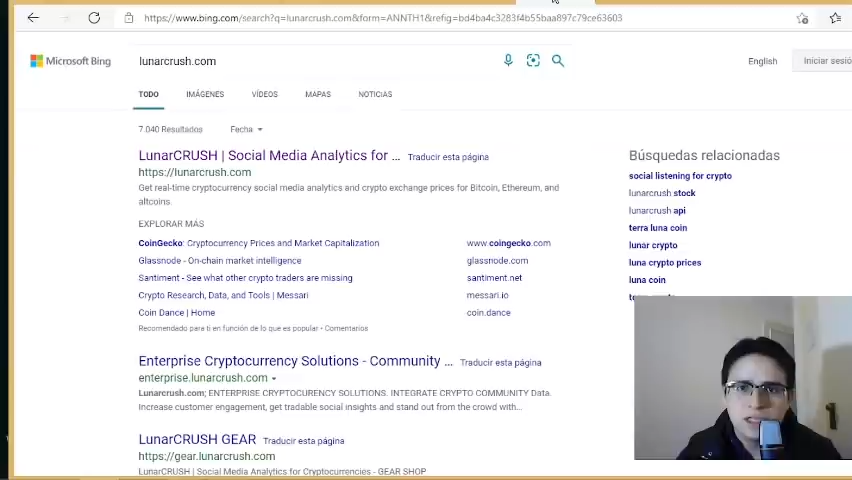 https://www.bing.com/search?q=lunarcrush.com&form=ANNTH1&refig=bd4ba4c3283f4b55baa897c79ce63603
Microsoft Bing
lunarcrush.com
English
Iniciar sesió
TODO IMÁGENES VÍDEOS MAPAS NOTICIAS
7.040 Resultados Fecha
LunarCRUSH | Social Media Analytics for ... Traducir esta página
https://lunarcrush.com
Get real-time cryptocurrency social media analytics and crypto exchange prices for Bitcoin, Ethereum, and
altcoins.
EXPLORAR MÁS
CoinGecko: Cryptocurrency Prices and Market Capitalization www.coingecko.com
Glassnode - On-chain market intelligence glassnode.com
Santiment - See what other crypto traders are missing santiment.net
Crypto Research, Data, and Tools | Messari messari.io
Coin Dance | Home coin.dance
Recomendado para ti en función de lo que es popular • Comentarios
Enterprise Cryptocurrency Solutions - Community ... Traducir esta página
enterprise.lunarcrush.com
Lunarcrush.com; ENTERPRISE CRYPTOCURENCY SOLUTIONS. INTEGRATE CRYPTO COMMUNITY Data.
Increase customer engagement, get tradable social insights and stand out from the crowd with...
LunarCRUSH GEAR Traducir esta página
https://gear.lunarcrush.com
LunarCRUSH | Social Media Analytics for Cryptocurrencies - GEAR SHOP
Búsquedas relacionadas
social listening for crypto
lunarcrush stock
lunarcrush api
terra luna coin
lunar crypto
luna crypto prices
luna coin